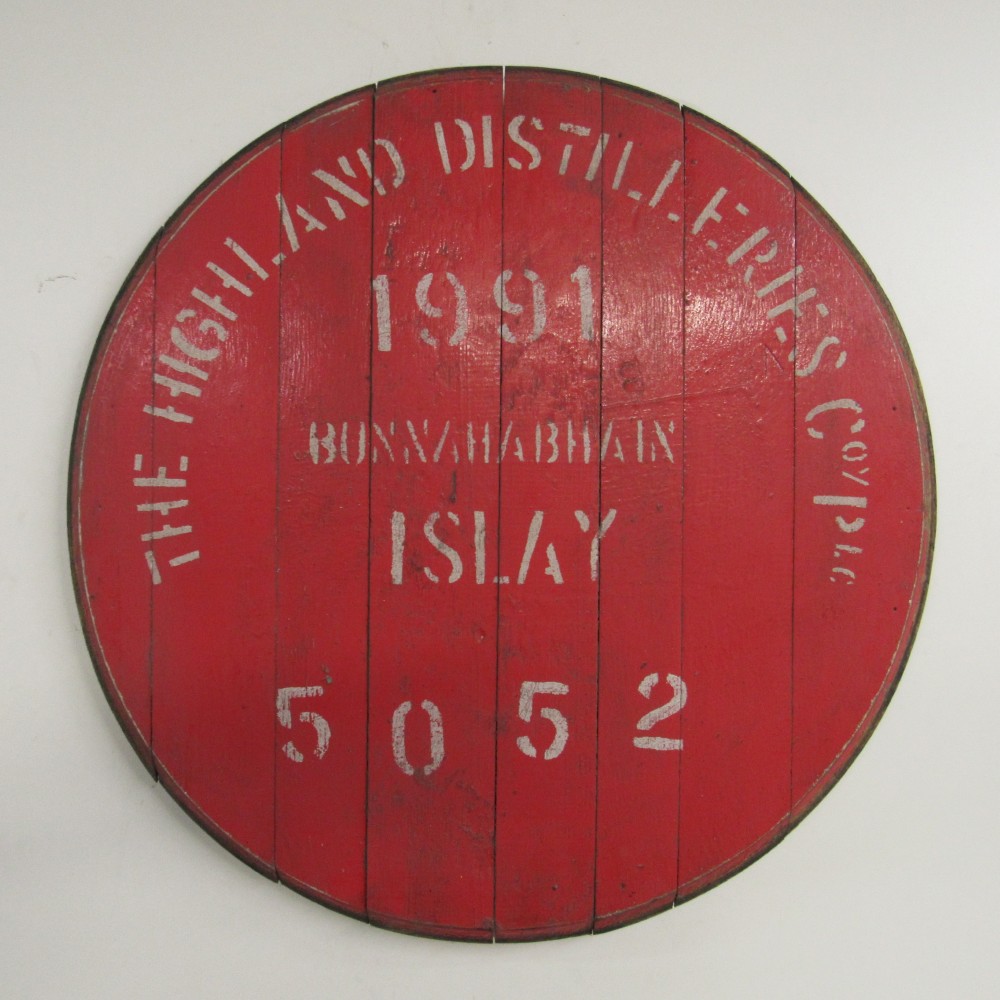 THE HIGHLAND DISTILLERIES COY PLC
1991
BUNNAHABHAIN
ISLAY
5052